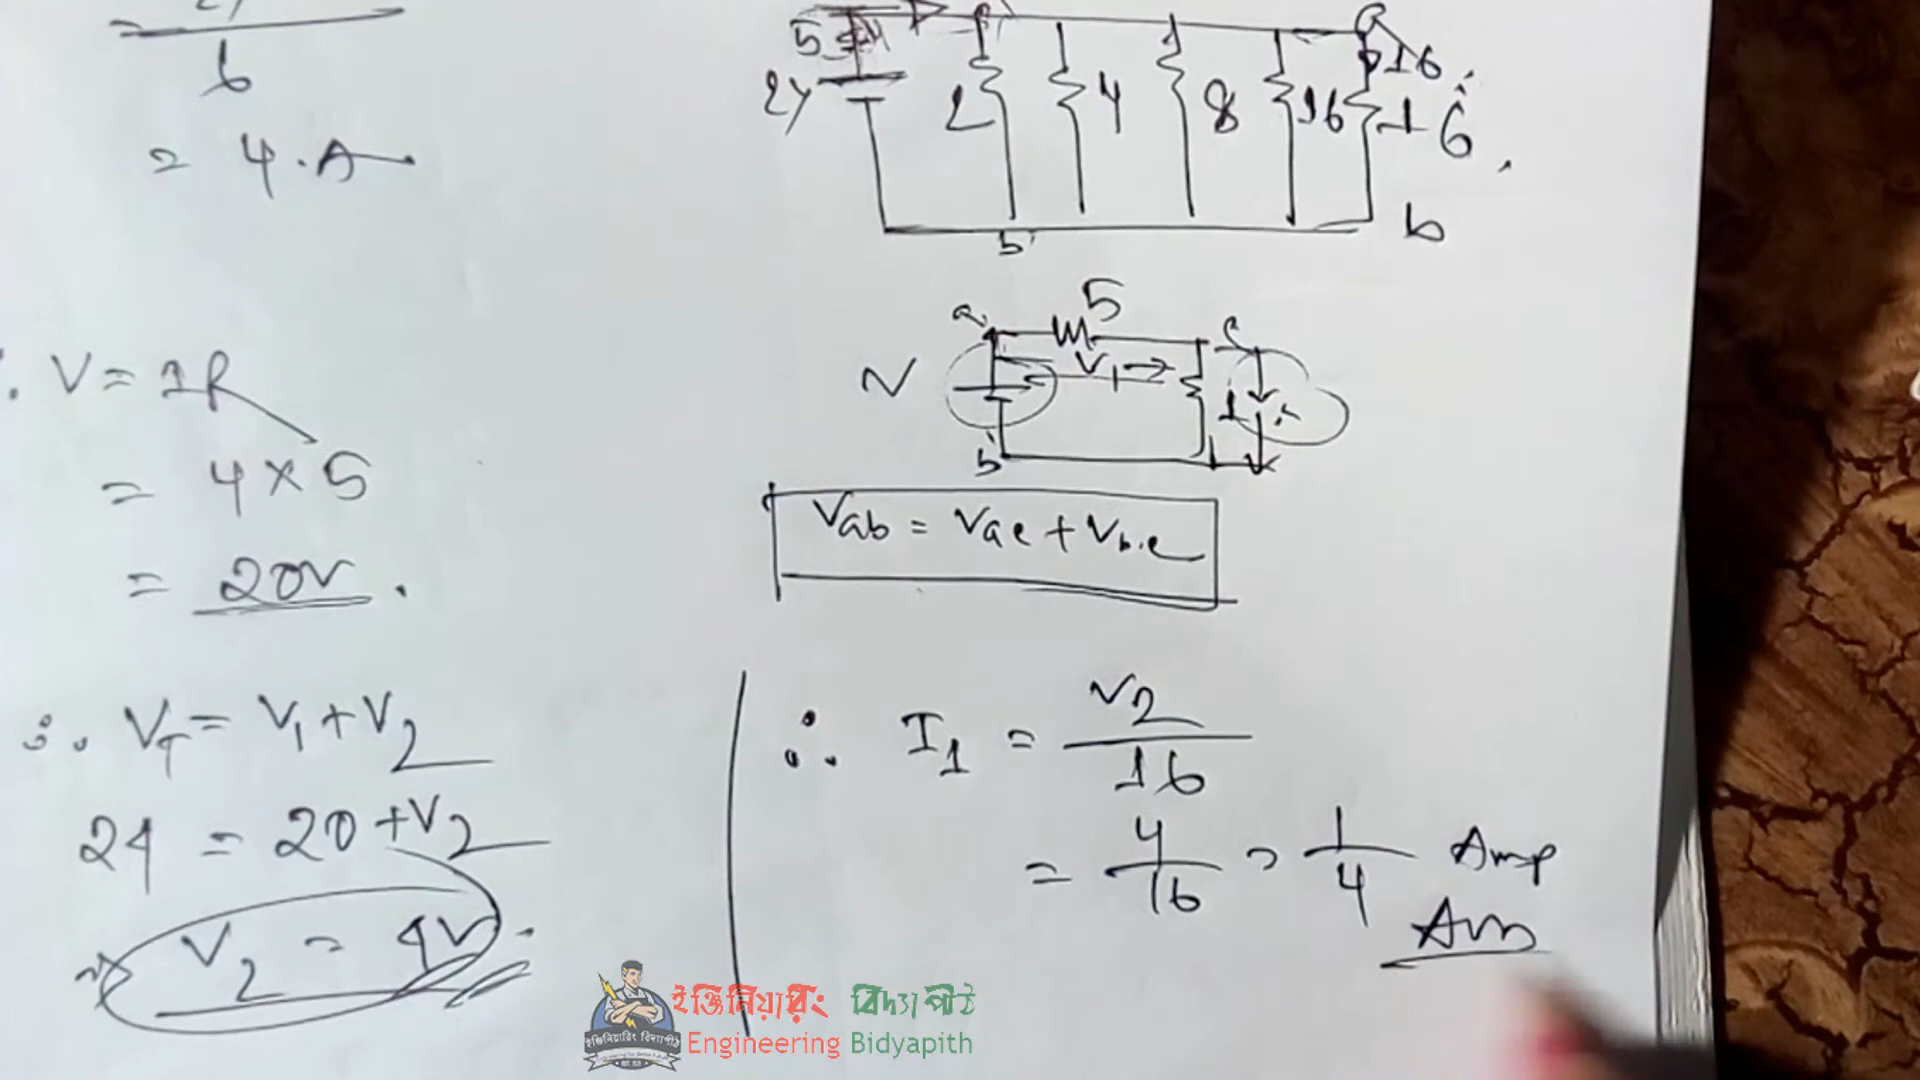 6
= 4.A
V = IR
= 4 × 5
= 20V.
∴ VT = V1 + V2
24 = 20 + V2
V2 = 4V.
5
24
2
4
8
16
16
16
b
b
a
5
e
V
V1
1
b
Vab = Vae + Vbe
∴ I1 = V2/16
= 4/16 = 1/4 Amp
Ans
ইঞ্জিনিয়ারিং বিদ্যাপীঠ
Engineering Bidyapith